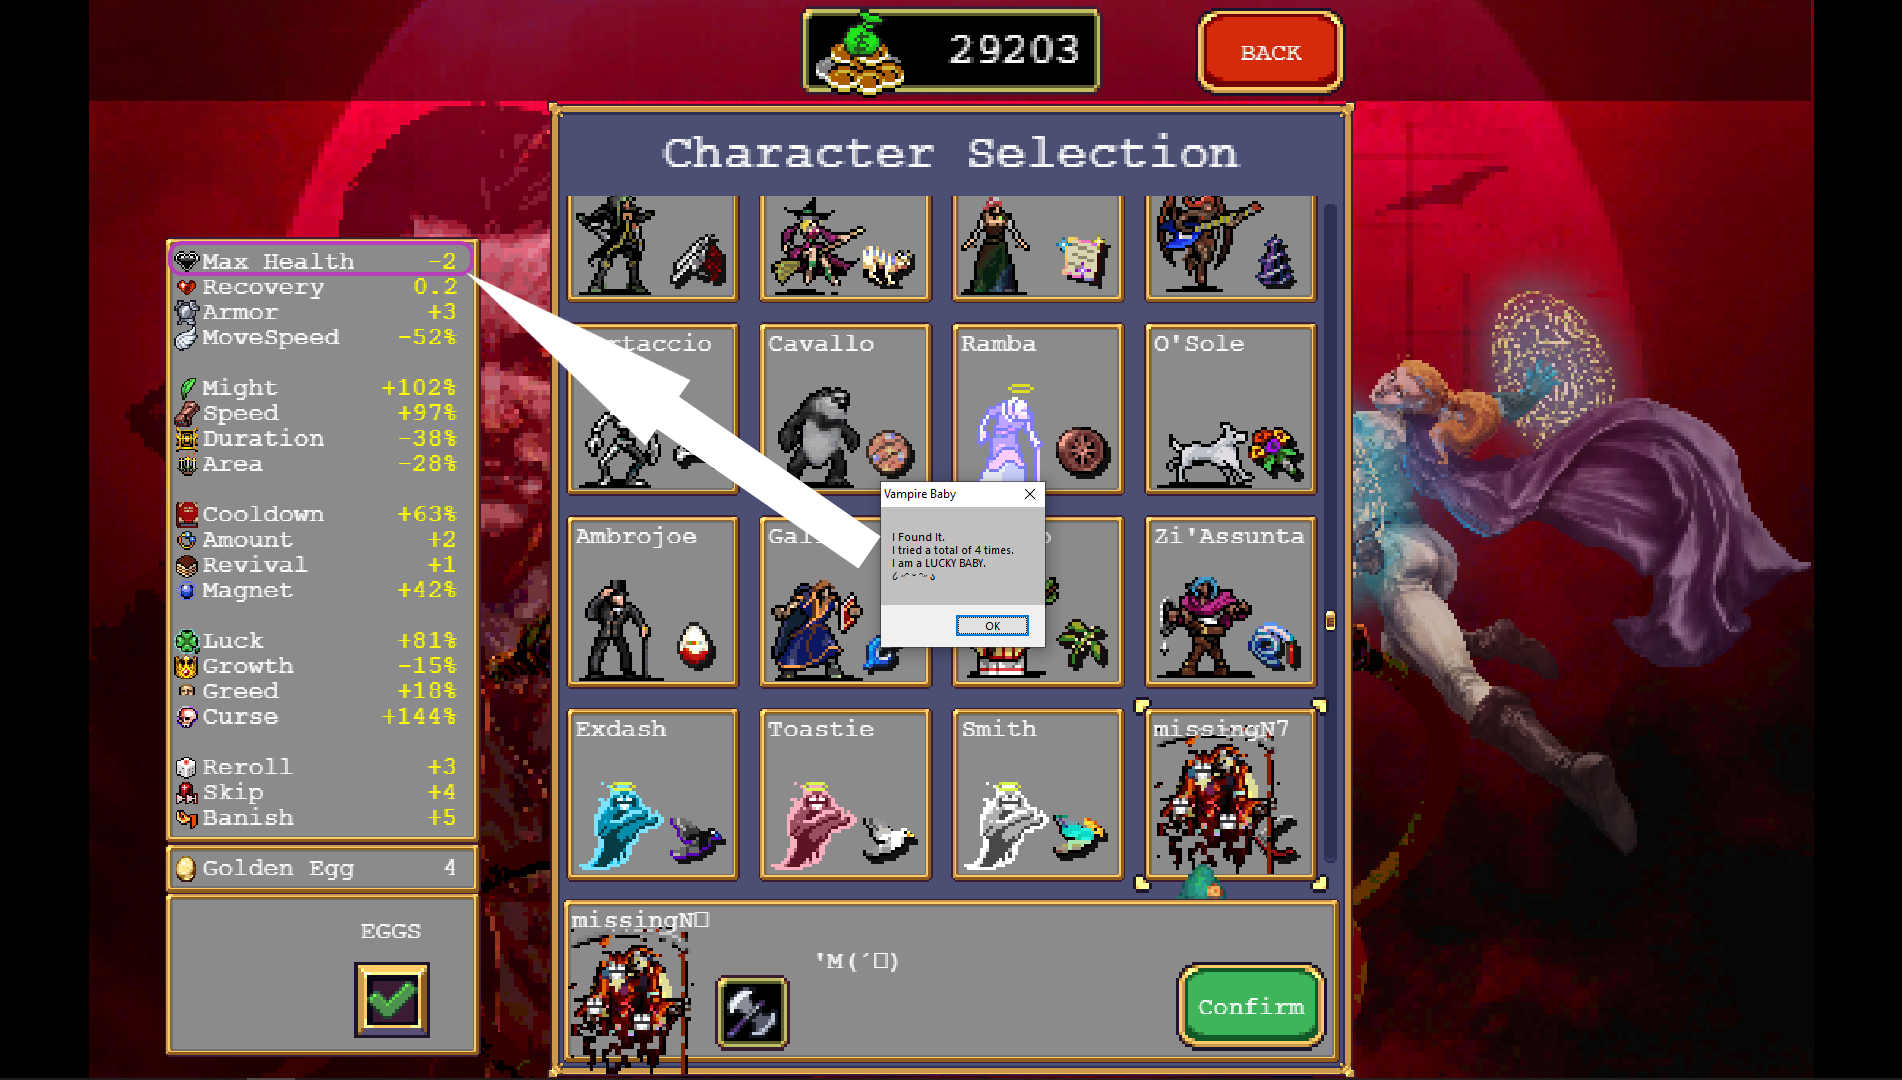 29203
BACK
Character Selection
Max Health -2
Recovery 0.2
Armor +3
MoveSpeed -52%
Might +102%
Speed +97%
Duration -38%
Area -28%
Cooldown +63%
Amount +2
Revival +1
Magnet +42%
Luck +81%
Growth -15%
Greed +18%
Curse +144%
Reroll +3
Skip +4
Banish +5
Golden Egg 4
EGGS
Cavallo
Ramba
O'Sole
Ambrojoe
Zi'Assunta
Vampire Baby
I Found It.
I tried a total of 4 times.
I am a LUCKY BABY.
OK
Exdash
Toastie
Smith
missingN7
missingN□
'M(´□)
Confirm